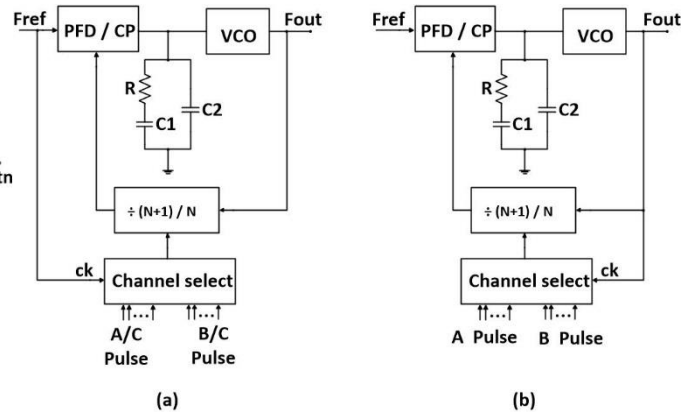 tn
Fref
PFD / CP
VCO
Fout
R
C1
C2
÷ (N+1) / N
ck
Channel select
A/C
Pulse
B/C
Pulse
(a)
Fref
PFD / CP
VCO
Fout
R
C1
C2
÷ (N+1) / N
Channel select
ck
A Pulse
B Pulse
(b)